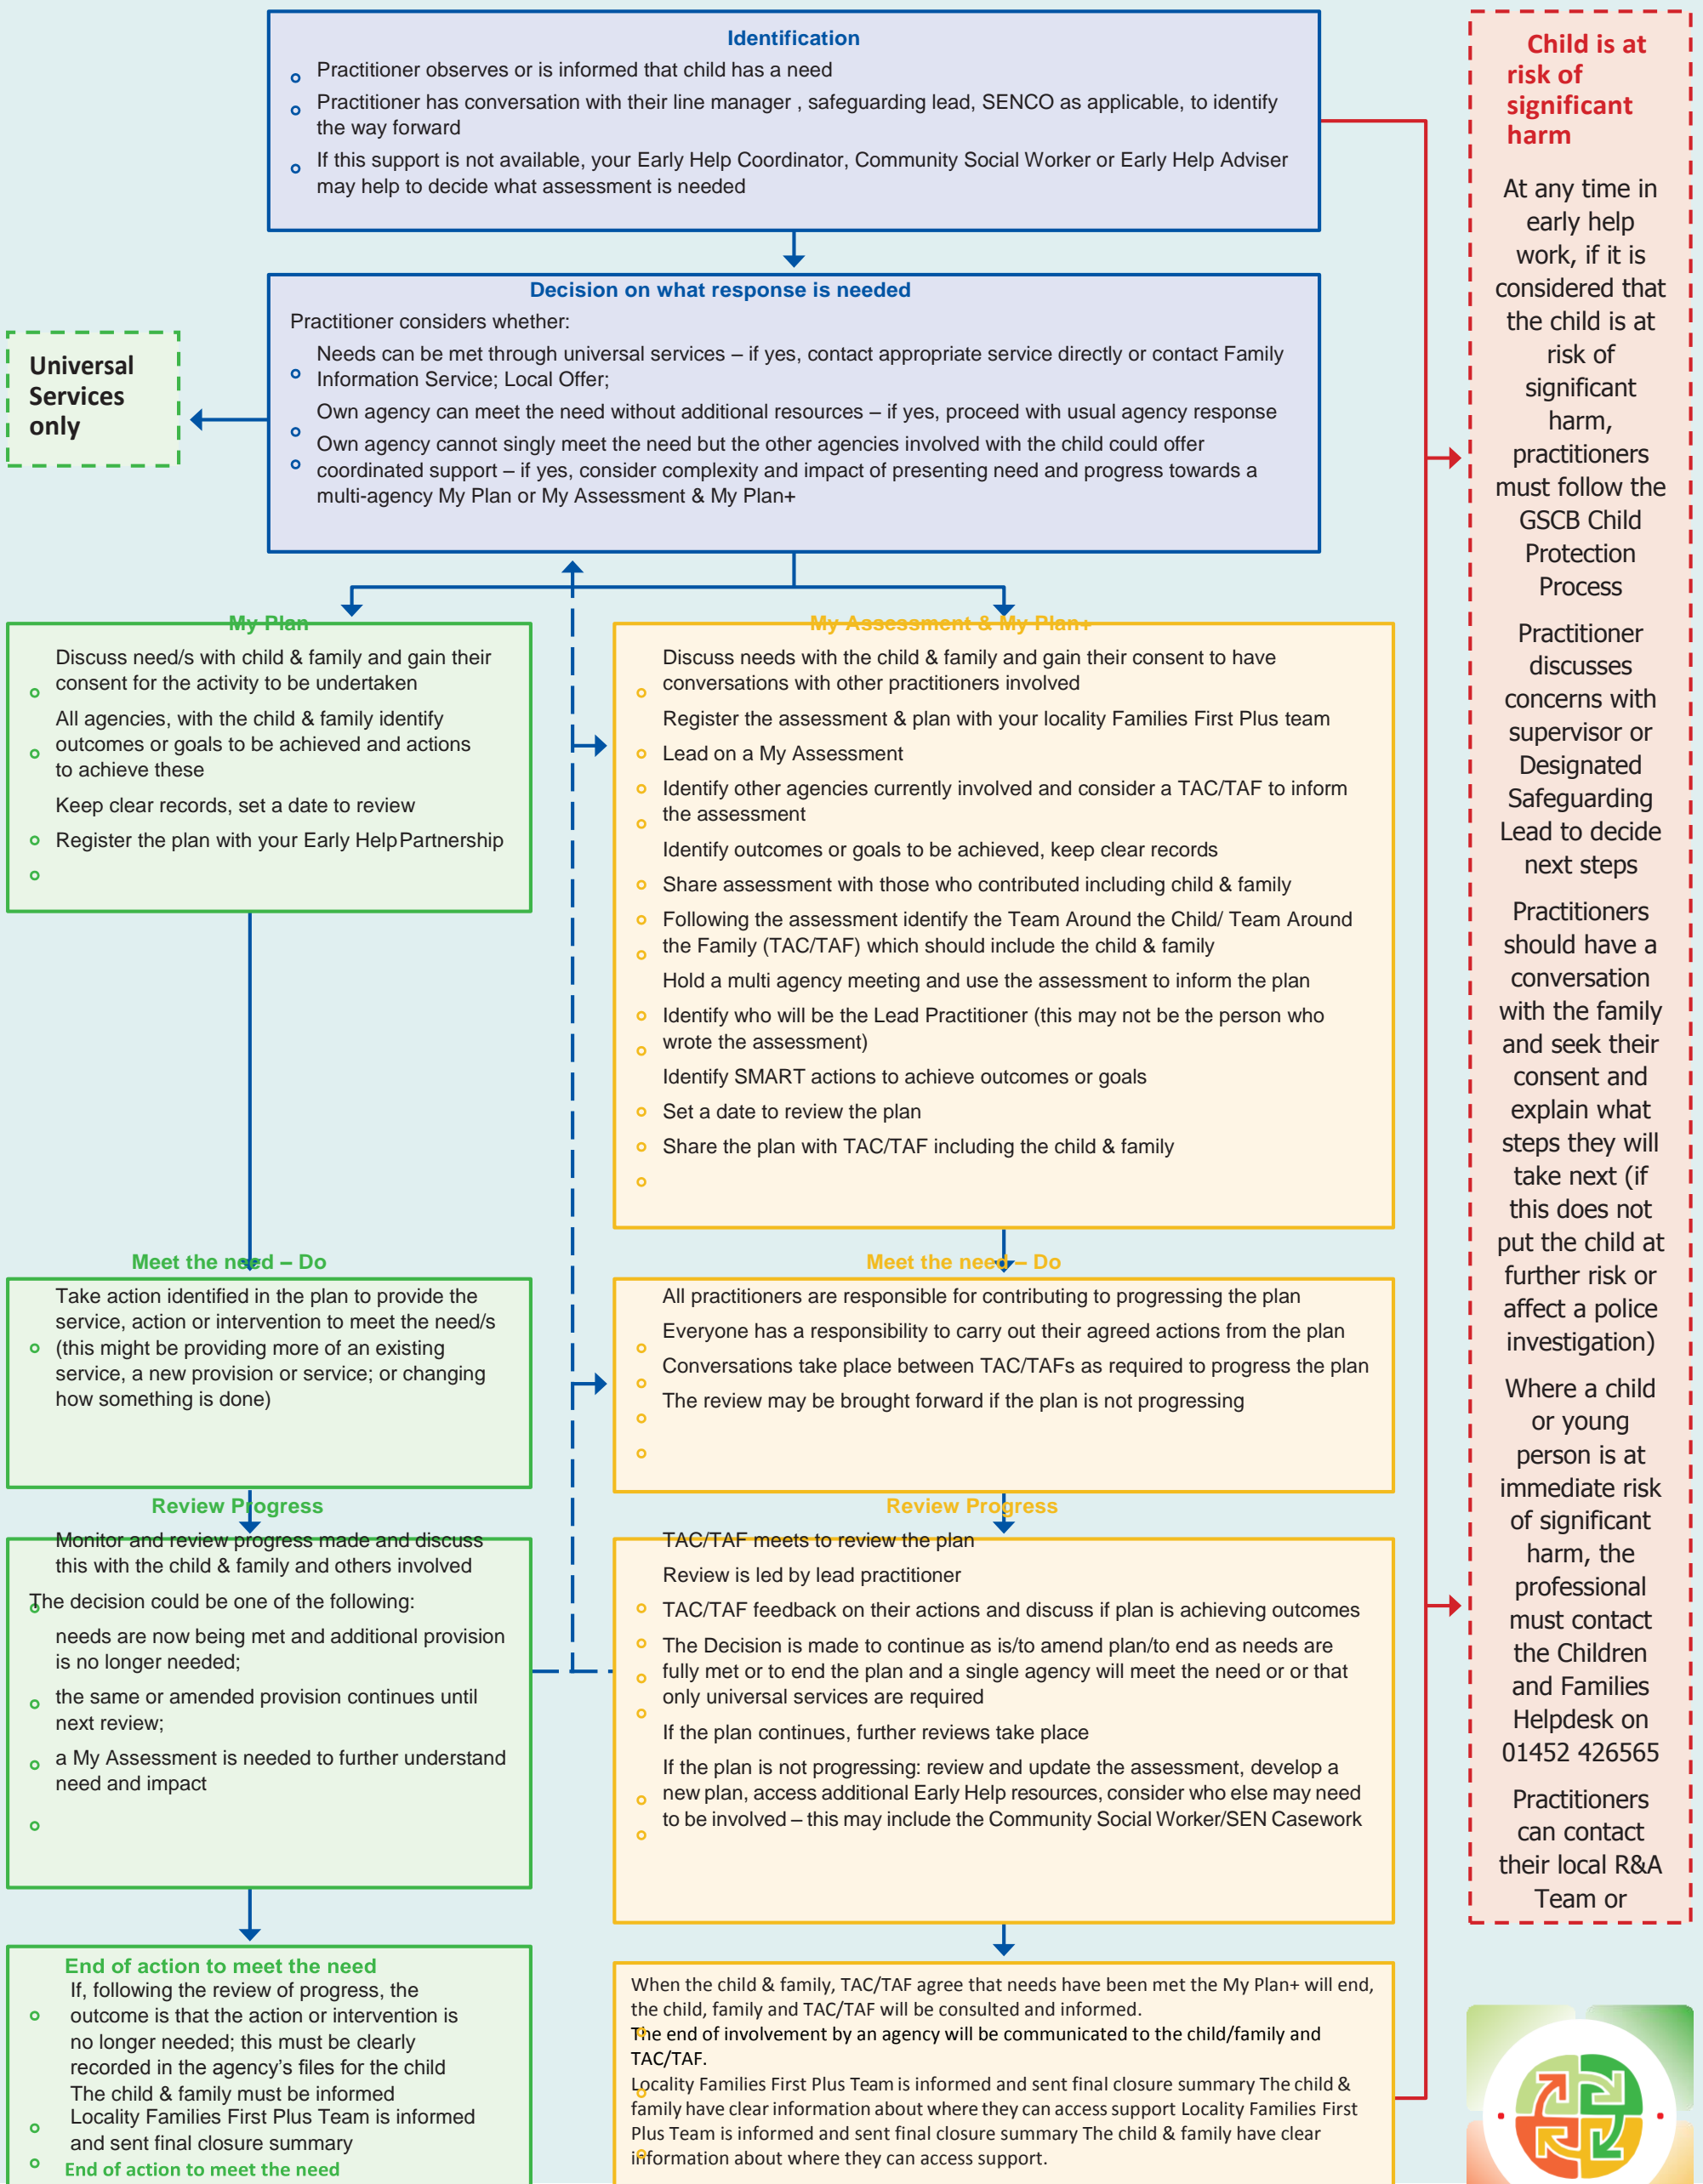 Identification
Practitioner observes or is informed that child has a need
Practitioner has conversation with their line manager , safeguarding lead, SENCO as applicable, to identify
the way forward
If this support is not available, your Early Help Coordinator, Community Social Worker or Early Help Adviser
may help to decide what assessment is needed
Decision on what response is needed
Practitioner considers whether:
Needs can be met through universal services – if yes, contact appropriate service directly or contact Family
Information Service; Local Offer;
Own agency can meet the need without additional resources – if yes, proceed with usual agency response
Own agency cannot singly meet the need but the other agencies involved with the child could offer
coordinated support – if yes, consider complexity and impact of presenting need and progress towards a
multi-agency My Plan or My Assessment & My Plan+
Universal
Services
only
My Plan
Discuss need/s with child & family and gain their
consent for the activity to be undertaken
All agencies, with the child & family identify
outcomes or goals to be achieved and actions
to achieve these
Keep clear records, set a date to review
Register the plan with your Early Help Partnership
Meet the need – Do
Take action identified in the plan to provide the
service, action or intervention to meet the need/s
(this might be providing more of an existing
service, a new provision or service; or changing
how something is done)
Review Progress
Monitor and review progress made and discuss
this with the child & family and others involved
The decision could be one of the following:
needs are now being met and additional provision
is no longer needed;
the same or amended provision continues until
next review;
a My Assessment is needed to further understand
need and impact
End of action to meet the need
If, following the review of progress, the
outcome is that the action or intervention is
no longer needed; this must be clearly
recorded in the agency's files for the child
The child & family must be informed
Locality Families First Plus Team is informed
and sent final closure summary
End of action to meet the need
My Assessment & My Plan+
Discuss needs with the child & family and gain their consent to have
conversations with other practitioners involved
Register the assessment & plan with your locality Families First Plus team
Lead on a My Assessment
Identify other agencies currently involved and consider a TAC/TAF to inform
the assessment
Identify outcomes or goals to be achieved, keep clear records
Share assessment with those who contributed including child & family
Following the assessment identify the Team Around the Child/ Team Around
the Family (TAC/TAF) which should include the child & family
Hold a multi agency meeting and use the assessment to inform the plan
Identify who will be the Lead Practitioner (this may not be the person who
wrote the assessment)
Identify SMART actions to achieve outcomes or goals
Set a date to review the plan
Share the plan with TAC/TAF including the child & family
Meet the need – Do
All practitioners are responsible for contributing to progressing the plan
Everyone has a responsibility to carry out their agreed actions from the plan
Conversations take place between TAC/TAFs as required to progress the plan
The review may be brought forward if the plan is not progressing
Review Progress
TAC/TAF meets to review the plan
Review is led by lead practitioner
TAC/TAF feedback on their actions and discuss if plan is achieving outcomes
The Decision is made to continue as is/to amend plan/to end as needs are
fully met or to end the plan and a single agency will meet the need or or that
only universal services are required
If the plan continues, further reviews take place
If the plan is not progressing: review and update the assessment, develop a
new plan, access additional Early Help resources, consider who else may need
to be involved – this may include the Community Social Worker/SEN Casework
When the child & family, TAC/TAF agree that needs have been met the My Plan+ will end,
the child, family and TAC/TAF will be consulted and informed.
The end of involvement by an agency will be communicated to the child/family and
TAC/TAF.
Locality Families First Plus Team is informed and sent final closure summary The child &
family have clear information about where they can access support Locality Families First
Plus Team is informed and sent final closure summary The child & family have clear
information about where they can access support.
Child is at
risk of
significant
harm
At any time in
early help
work, if it is
considered that
the child is at
risk of
significant
harm,
practitioners
must follow the
GSCB Child
Protection
Process
Practitioner
discusses
concerns with
supervisor or
Designated
Safeguarding
Lead to decide
next steps
Practitioners
should have a
conversation
with the family
and seek their
consent and
explain what
steps they will
take next (if
this does not
put the child at
further risk or
affect a police
investigation)
Where a child
or young
person is at
immediate risk
of significant
harm, the
professional
must contact
the Children
and Families
Helpdesk on
01452 426565
Practitioners
can contact
their local R&A
Team or